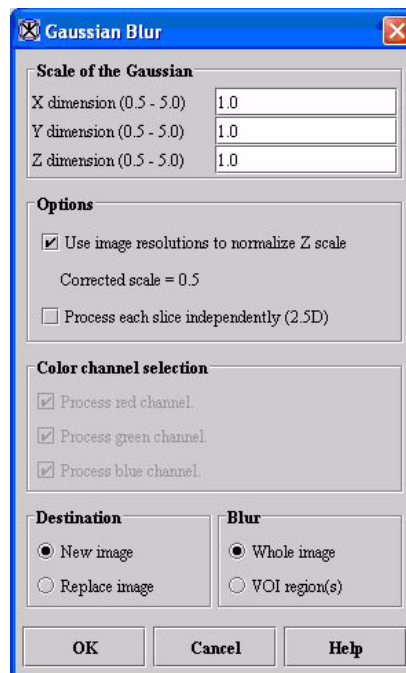 Gaussian Blur
Scale of the Gaussian
X dimension (0.5 - 5.0) 1.0
Y dimension (0.5 - 5.0) 1.0
Z dimension (0.5 - 5.0) 1.0
Options
Use image resolutions to normalize Z scale
Corrected scale = 0.5
Process each slice independently (2.5D)
Color channel selection
Process red channel.
Process green channel.
Process blue channel.
Destination
New image
Replace image
Blur
Whole image
VOI region(s)
OK Cancel Help